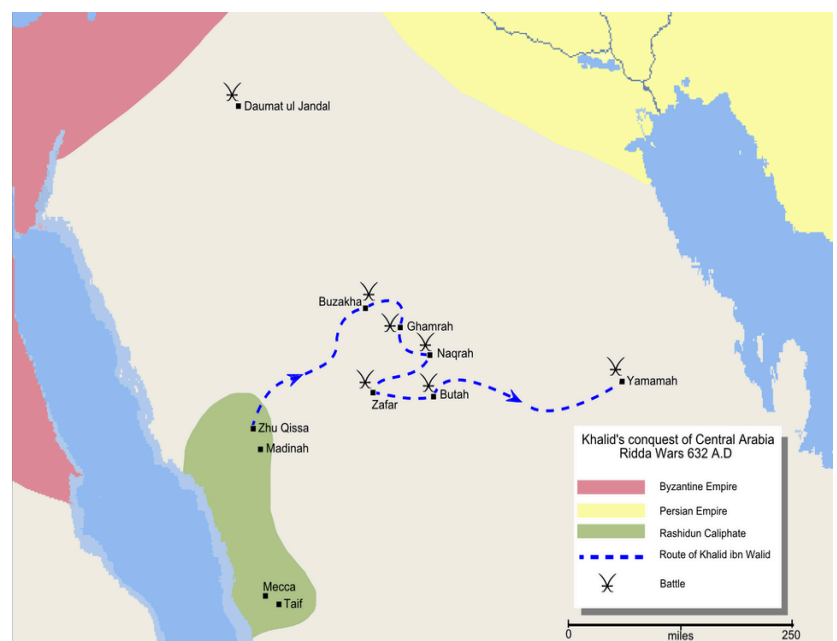 Daumat ul Jandal
Buzakha
Ghamrah
Naqrah
Zafar
Butah
Yamamah
Zhu Qissa
Madinah
Mecca
Taif
Khalid's conquest of Central Arabia
Ridda Wars 632 A.D
Byzantine Empire
Persian Empire
Rashidun Caliphate
Route of Khalid ibn Walid
Battle
0 miles 250